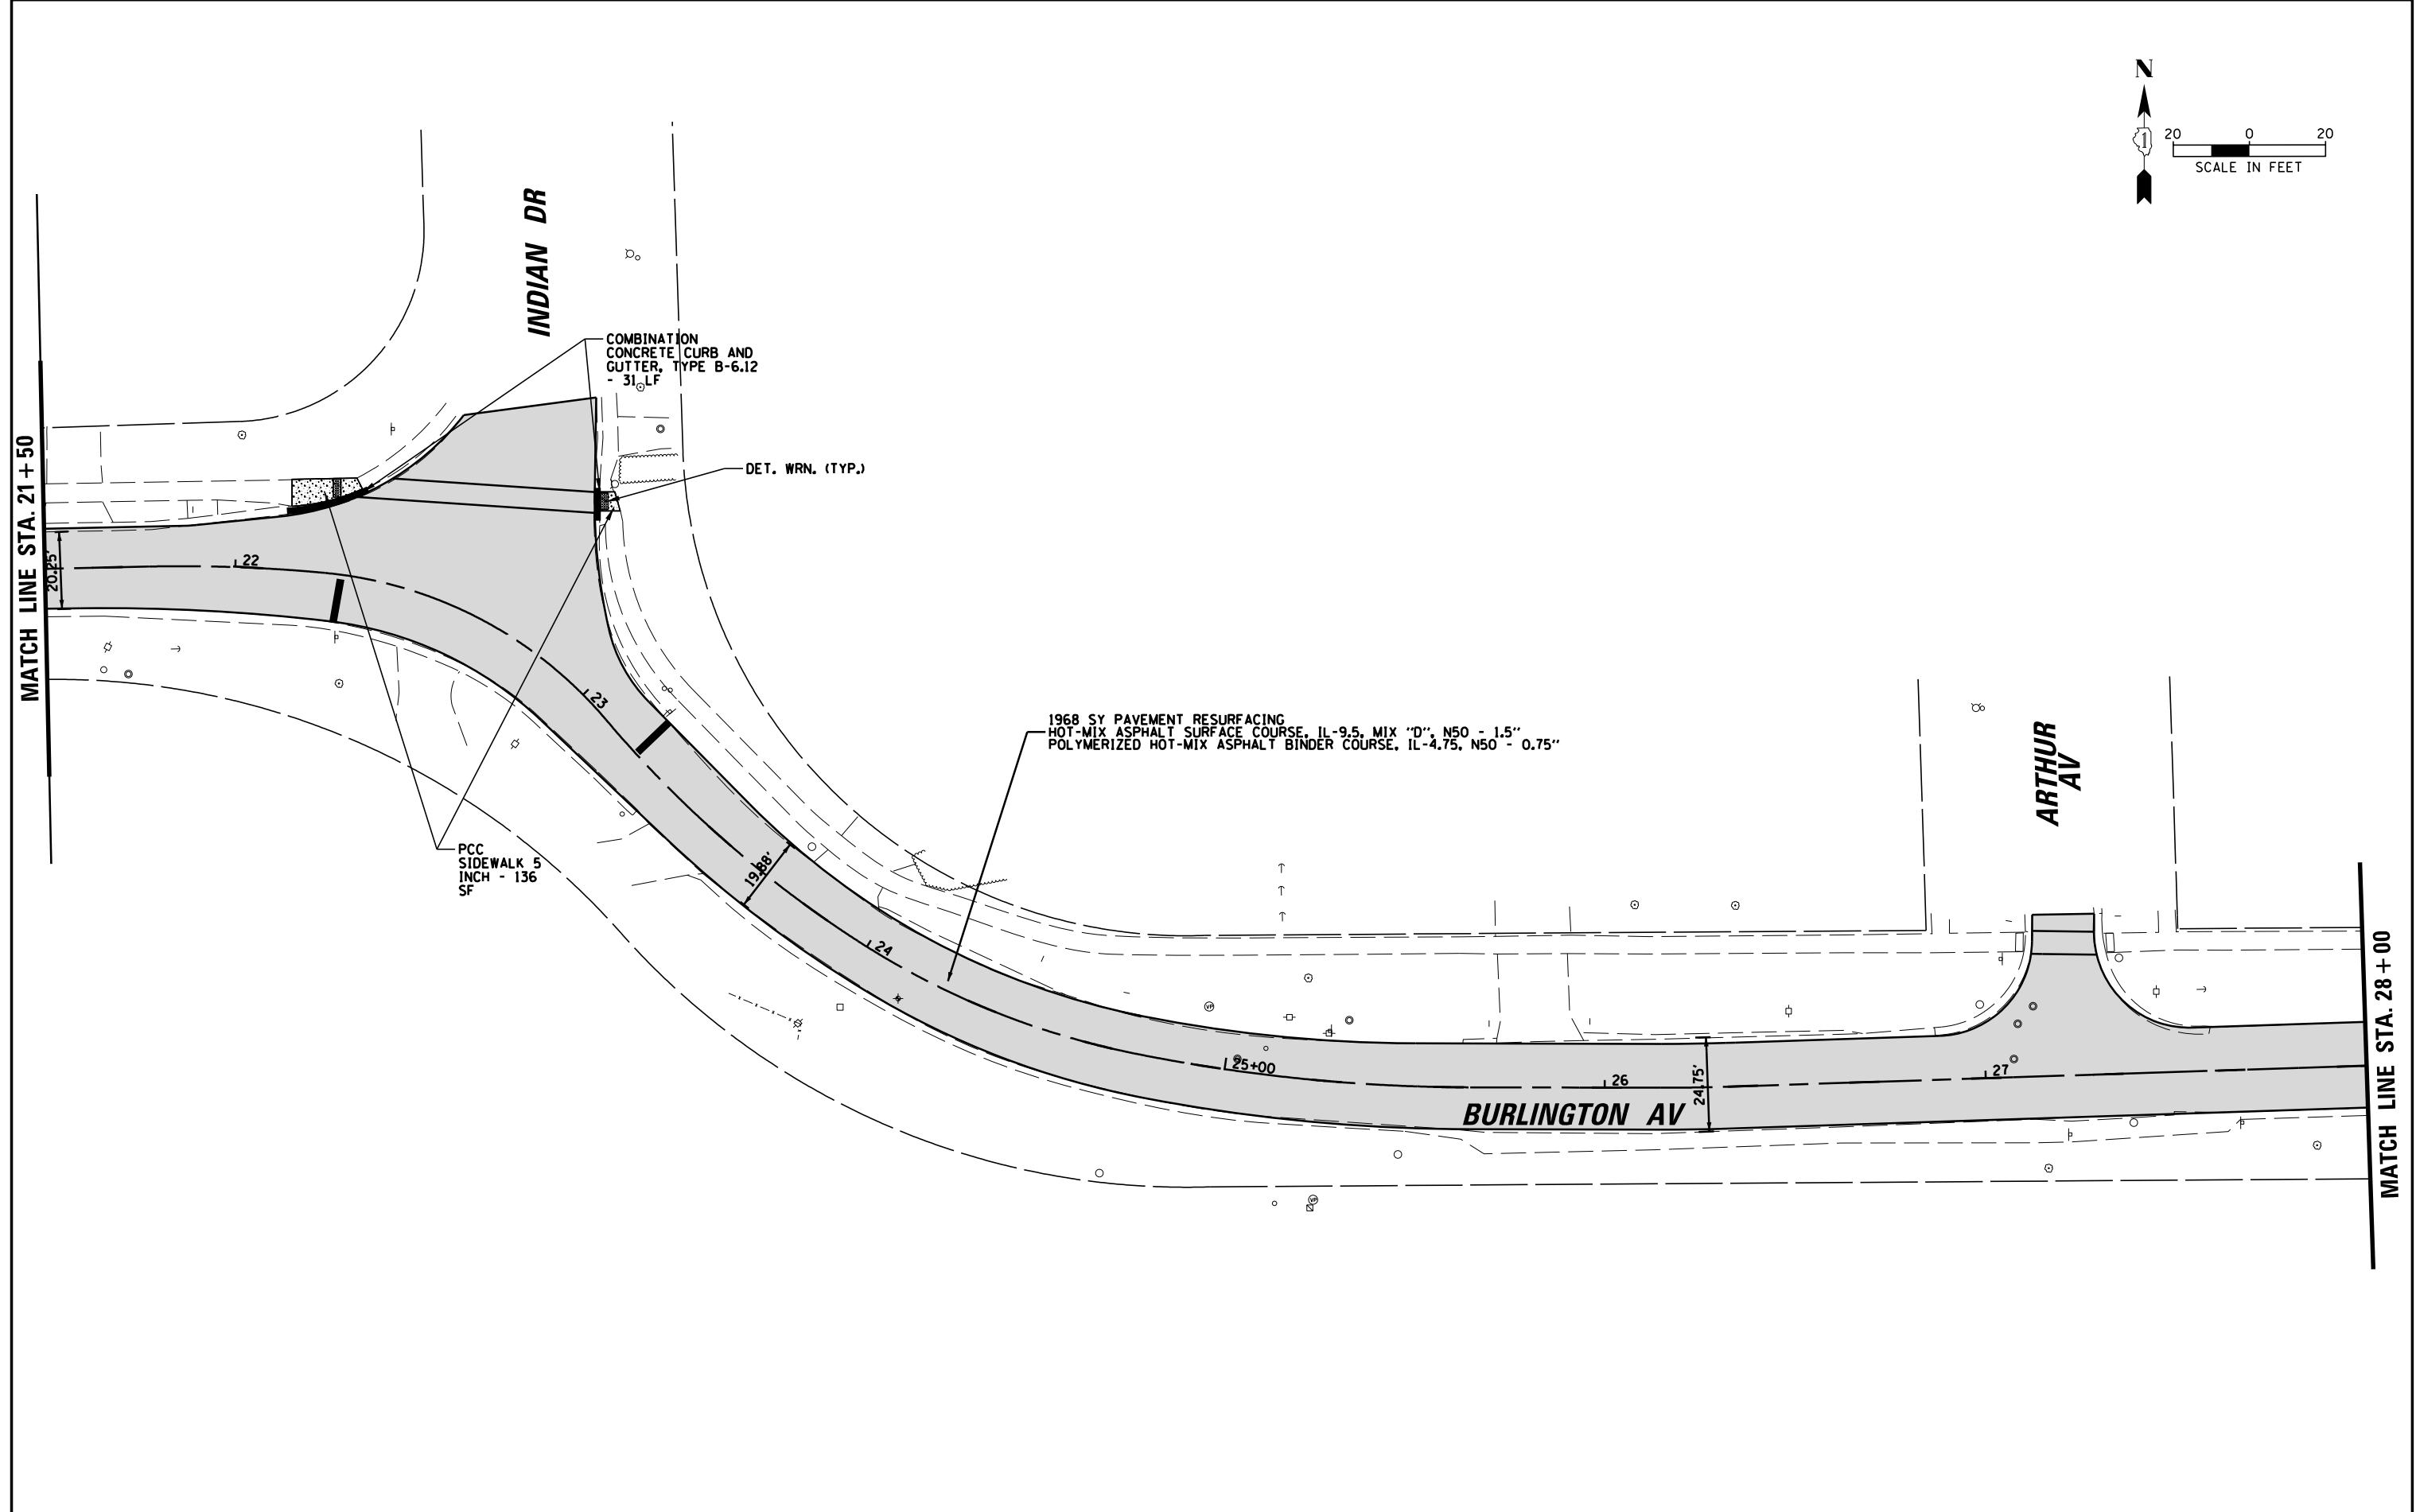 N
1
20 0 20
SCALE IN FEET
INDIAN DR
COMBINATION
CONCRETE CURB AND
GUTTER, TYPE B-6.12
- 31 LF
DET. WRN. (TYP.)
MATCH LINE STA. 21+50
20.25'
22
23
1968 SY PAVEMENT RESURFACING
HOT-MIX ASPHALT SURFACE COURSE, IL-9.5, MIX "D", N50 - 1.5"
POLYMERIZED HOT-MIX ASPHALT BINDER COURSE, IL-4.75, N50 - 0.75"
ARTHUR
AV
PCC
SIDEWALK 5
INCH - 136
SF
19.88'
24
25+00
26
24.75'
27
BURLINGTON AV
MATCH LINE STA. 28+00
VP
VP